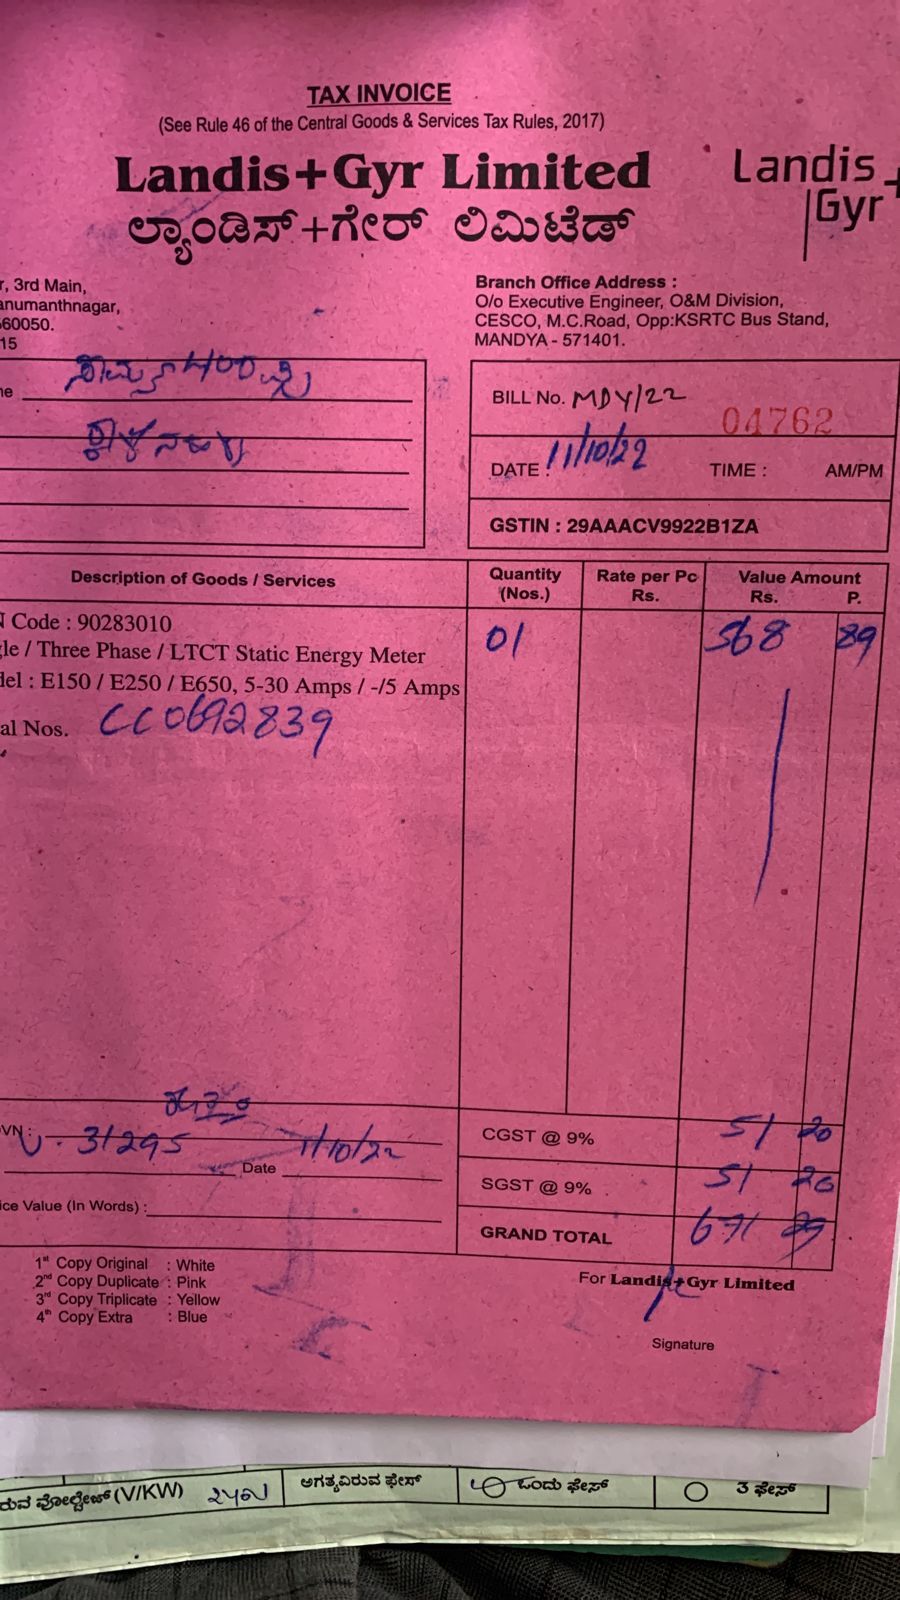 TAX INVOICE
(See Rule 46 of the Central Goods & Services Tax Rules, 2017)
Landis+Gyr Limited
Landis+
Gyr
ಲ್ಯಾಂಡಿಸ್+ಗೇರ್ ಲಿಮಿಟೆಡ್
r, 3rd Main,
anumanthnagar,
560050.
15
Branch Office Address :
O/o Executive Engineer, O&M Division,
CESCO, M.C.Road, Opp:KSRTC Bus Stand,
MANDYA - 571401.
BILL No. MDY/22 04762
DATE : 11/10/22 TIME : AM/PM
GSTIN : 29AAACV9922B1ZA
Description of Goods / Services
Quantity (Nos.)
Rate per Pc Rs.
Value Amount
Rs. P.
N Code : 90283010
01 568 89
gle / Three Phase / LTCT Static Energy Meter
del : E150 / E250 / E650, 5-30 Amps / -/5 Amps
al Nos. CC0692839
31295 Date 11/10/22
ice Value (In Words) :
CGST @ 9% 51 20
SGST @ 9% 51 20
GRAND TOTAL 671
1st Copy Original : White
2nd Copy Duplicate : Pink
3rd Copy Triplicate : Yellow
4th Copy Extra : Blue
For Landis+Gyr Limited
Signature
ರುವ ವೋಲ್ಟೇಜ್ (V/KW)
ಅಗತ್ಯವಿರುವ ಫೇಸ್
ಒಂದು ಫೇಸ್
3 ಫೇಸ್